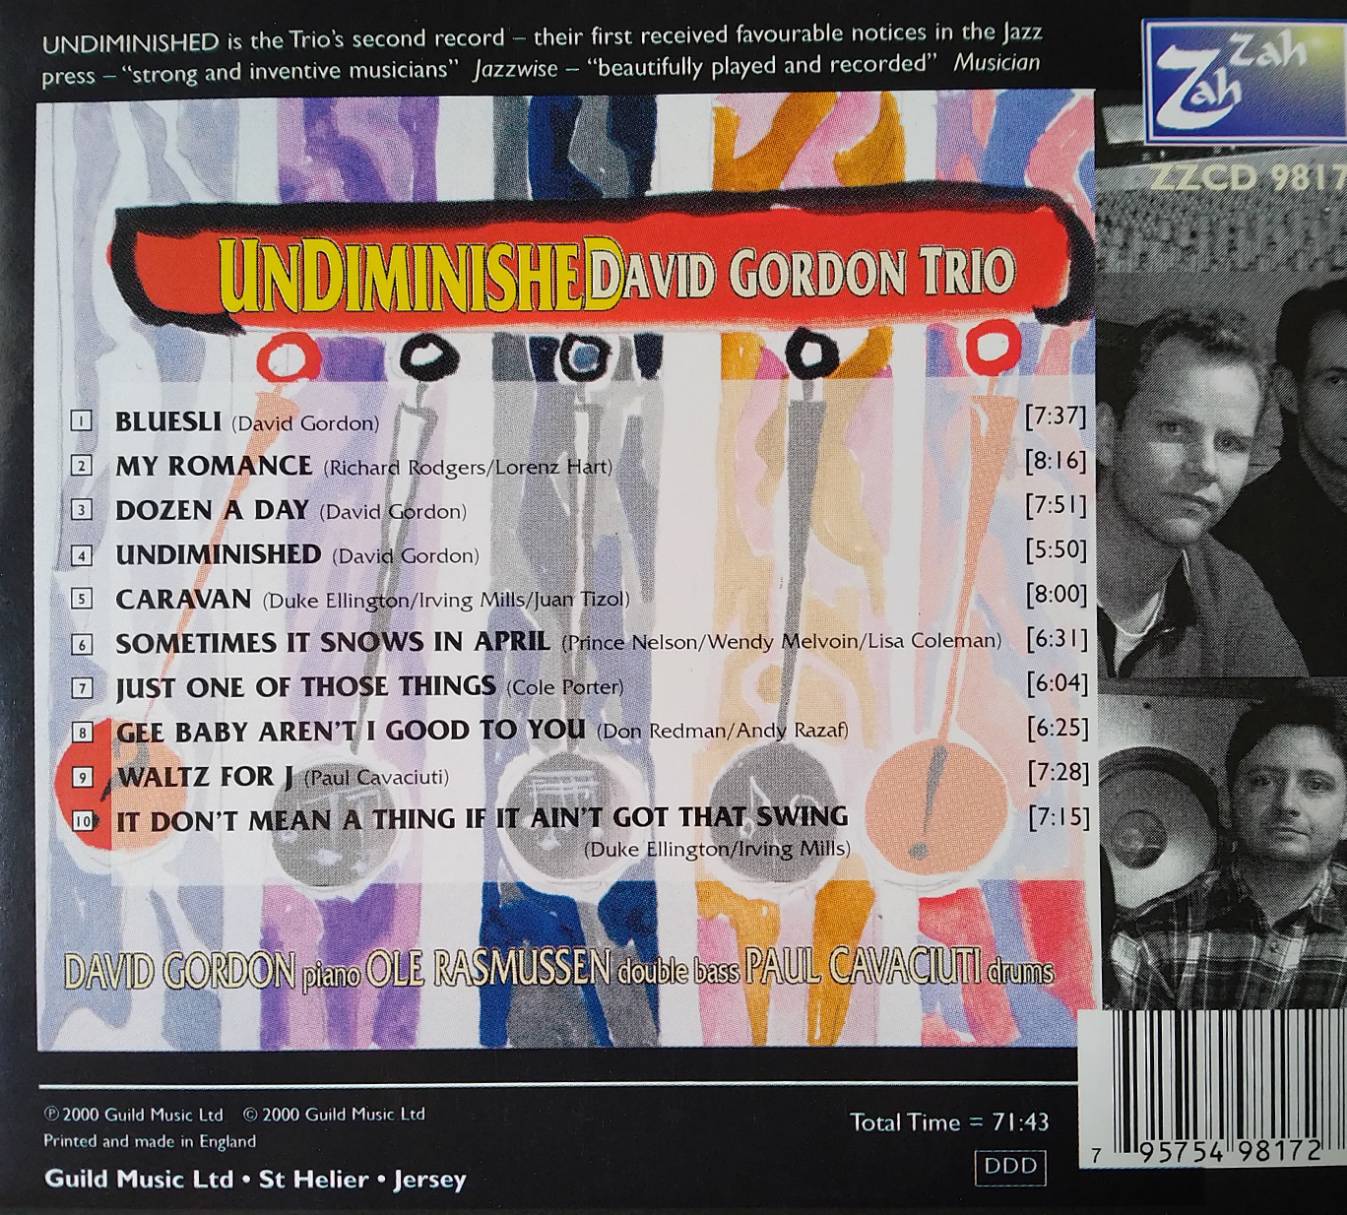 UNDIMINISHED is the Trio's second record – their first received favourable notices in the Jazz
press – "strong and inventive musicians" Jazzwise – "beautifully played and recorded" Musician
Zah
Zah
ZZCD 9817
UNDIMINISHED DAVID GORDON TRIO
1 BLUESLI (David Gordon) [7:37]
2 MY ROMANCE (Richard Rodgers/Lorenz Hart) [8:16]
3 DOZEN A DAY (David Gordon) [7:51]
4 UNDIMINISHED (David Gordon) [5:50]
5 CARAVAN (Duke Ellington/Irving Mills/Juan Tizol) [8:00]
6 SOMETIMES IT SNOWS IN APRIL (Prince Nelson/Wendy Melvoin/Lisa Coleman) [6:31]
7 JUST ONE OF THOSE THINGS (Cole Porter) [6:04]
8 GEE BABY AREN'T I GOOD TO YOU (Don Redman/Andy Razaf) [6:25]
9 WALTZ FOR J (Paul Cavaciuti) [7:28]
10 IT DON'T MEAN A THING IF IT AIN'T GOT THAT SWING [7:15]
(Duke Ellington/Irving Mills)
DAVID GORDON piano OLE RASMUSSEN double bass PAUL CAVACIUTI drums
℗ 2000 Guild Music Ltd © 2000 Guild Music Ltd
Printed and made in England
Guild Music Ltd • St Helier • Jersey
Total Time = 71:43
DDD
7 95754 98172